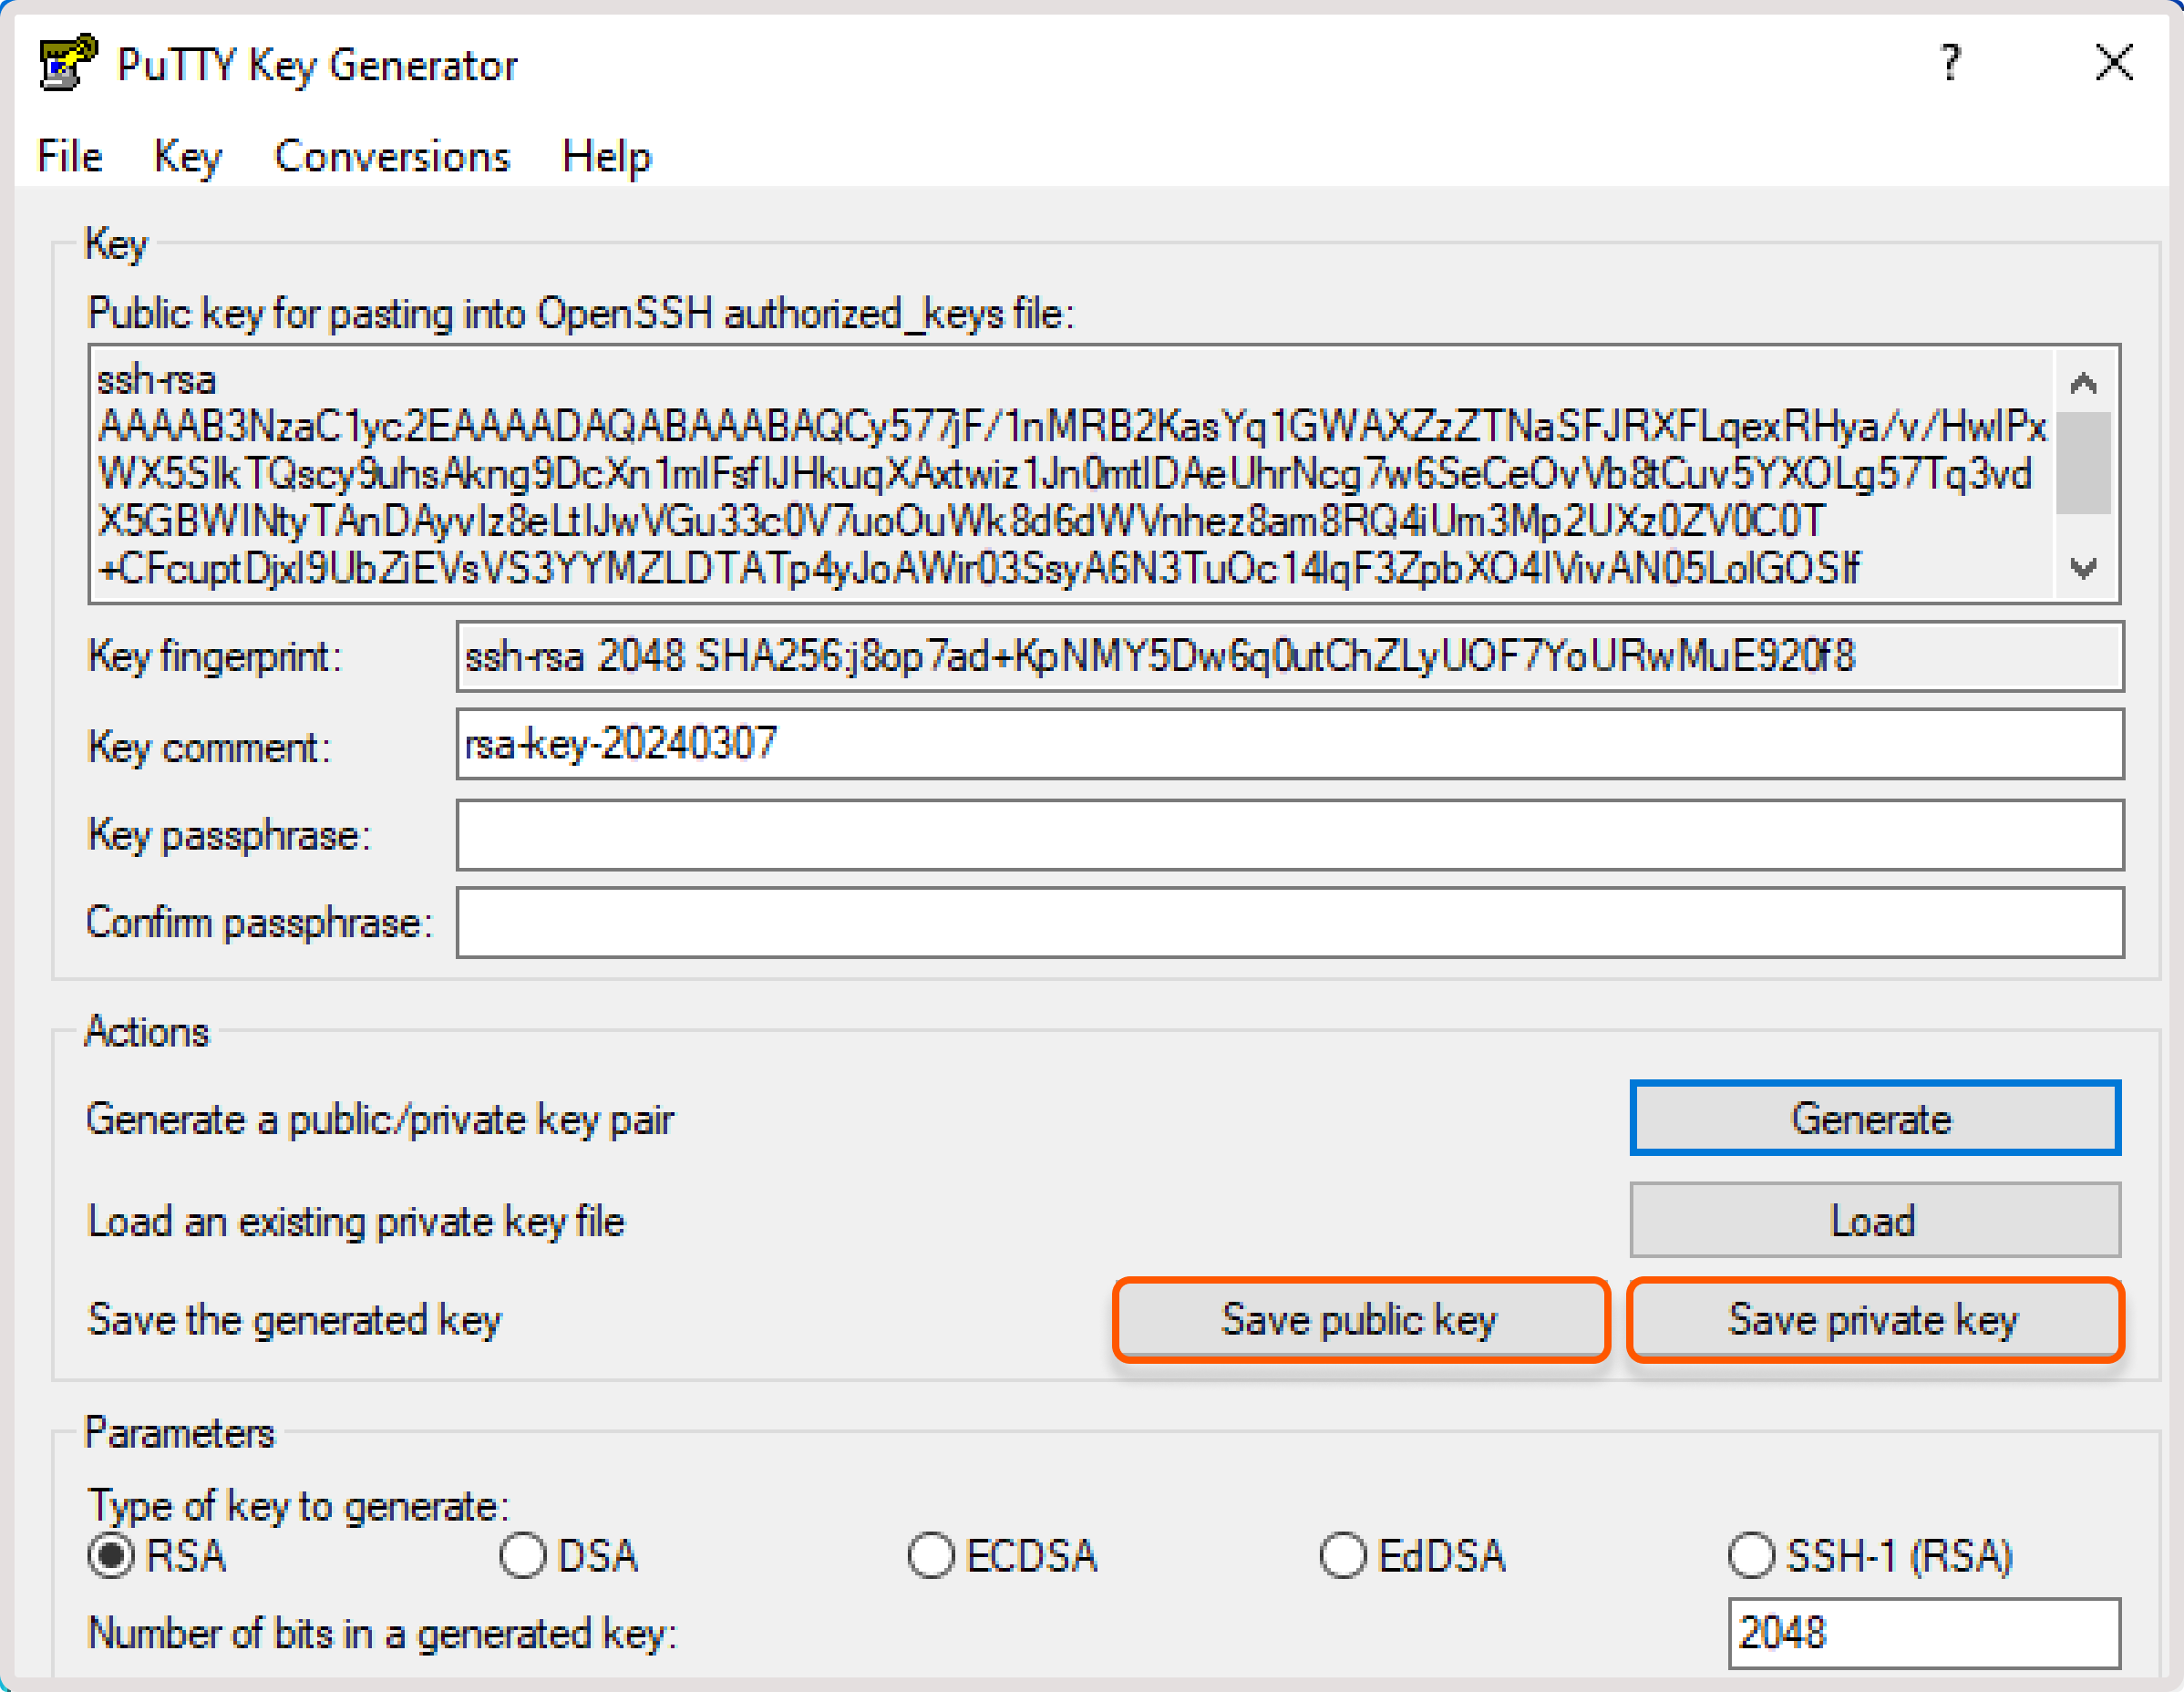 PuTTY Key Generator
?
File Key Conversions Help
Key
Public key for pasting into OpenSSH authorized_keys file:
ssh-rsa
AAAAB3NzaC1yc2EAAAADAQABAAABAQCy577jF/1nMRB2KasYq1GWAXZzZTNaSFJRXFLqexRHya/v/HwIPx
WX5SIkTQscy9uhsAkng9DcXn1mIFsfIJHkuqXAxtwiz1Jn0mtIDAeUhrNcg7w6SeCeOvVb8tCuv5YXOLg57Tq3vd
X5GBWINtyTAnDAyvIz8eLtIJwVGu33c0V7uoOuWk8d6dWVnhez8am8RQ4iUm3Mp2UXz0ZV0C0T
+CFcuptDjxI9UbZiEVsVS3YYMZLDTATp4yJoAWir03SsyA6N3TuOc14IqF3ZpbXO4IVivAN05LoIGOSIf
Key fingerprint: ssh-rsa 2048 SHA256:j8op7ad+KpNMY5Dw6q0utChZLyUOF7YoURwMuE920f8
Key comment: rsa-key-20240307
Key passphrase:
Confirm passphrase:
Actions
Generate a public/private key pair Generate
Load an existing private key file Load
Save the generated key Save public key Save private key
Parameters
Type of key to generate:
RSA DSA ECDSA EdDSA SSH-1 (RSA)
Number of bits in a generated key: 2048